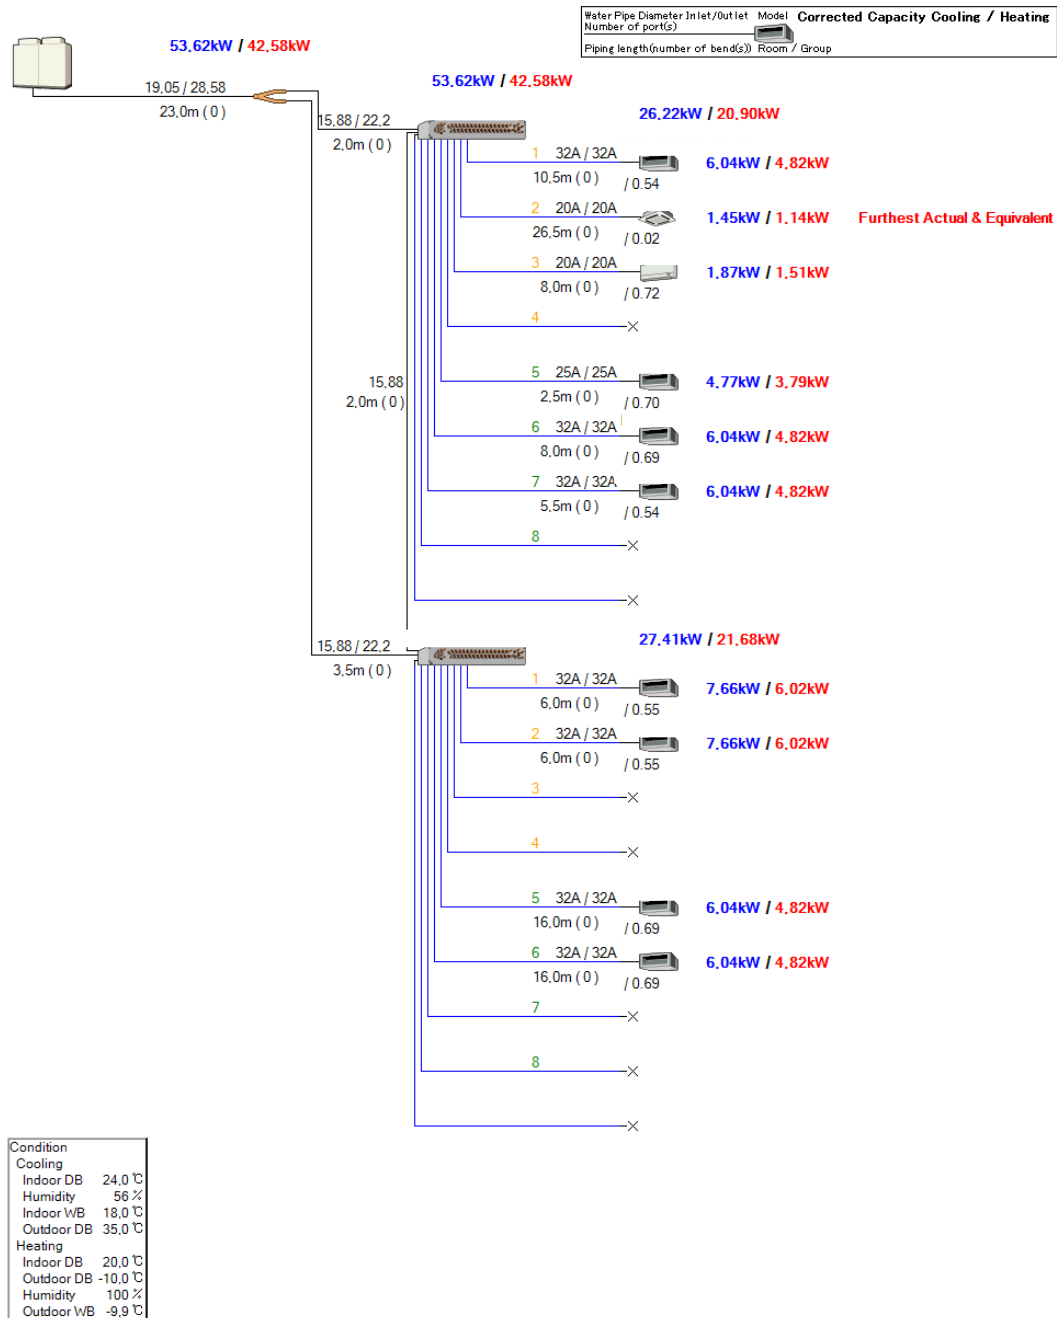 Water Pipe Diameter Inlet/Outlet Model Corrected Capacity Cooling / Heating
Number of port(s)
Piping length(number of bend(s)) Room / Group
53,62kW / 42,58kW
53,62kW / 42,58kW
19,05 / 28,58
23,0m ( 0 )
26,22kW / 20,90kW
15,88 / 22,2
2,0m ( 0 )
1 32A / 32A
10,5m ( 0 ) / 0.54
6,04kW / 4,82kW
2 20A / 20A
26,5m ( 0 ) / 0.02
1,45kW / 1,14kW Furthest Actual & Equivalent
3 20A / 20A
8,0m ( 0 ) / 0.72
1,87kW / 1,51kW
4
15,88
2,0m ( 0 )
5 25A / 25A
2,5m ( 0 ) / 0.70
4,77kW / 3,79kW
6 32A / 32A
8,0m ( 0 ) / 0.69
6,04kW / 4,82kW
7 32A / 32A
5,5m ( 0 ) / 0.54
6,04kW / 4,82kW
8
27,41kW / 21,68kW
15,88 / 22,2
3,5m ( 0 )
1 32A / 32A
6,0m ( 0 ) / 0.55
7,66kW / 6,02kW
2 32A / 32A
6,0m ( 0 ) / 0.55
7,66kW / 6,02kW
3
4
5 32A / 32A
16,0m ( 0 ) / 0.69
6,04kW / 4,82kW
6 32A / 32A
16,0m ( 0 ) / 0.69
6,04kW / 4,82kW
7
8
Condition
Cooling
Indoor DB 24,0 ℃
Humidity 56 %
Indoor WB 18,0 ℃
Outdoor DB 35,0 ℃
Heating
Indoor DB 20,0 ℃
Outdoor DB -10,0 ℃
Humidity 100 %
Outdoor WB -9,9 ℃